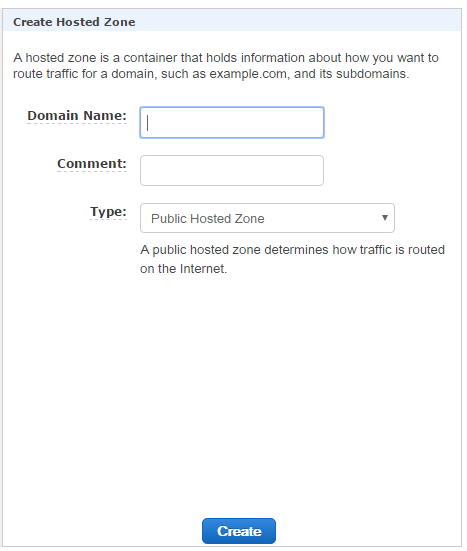 Create Hosted Zone
A hosted zone is a container that holds information about how you want to
route traffic for a domain, such as example.com, and its subdomains.
Domain Name:
Comment:
Type:
Public Hosted Zone
A public hosted zone determines how traffic is routed
on the Internet.
Create